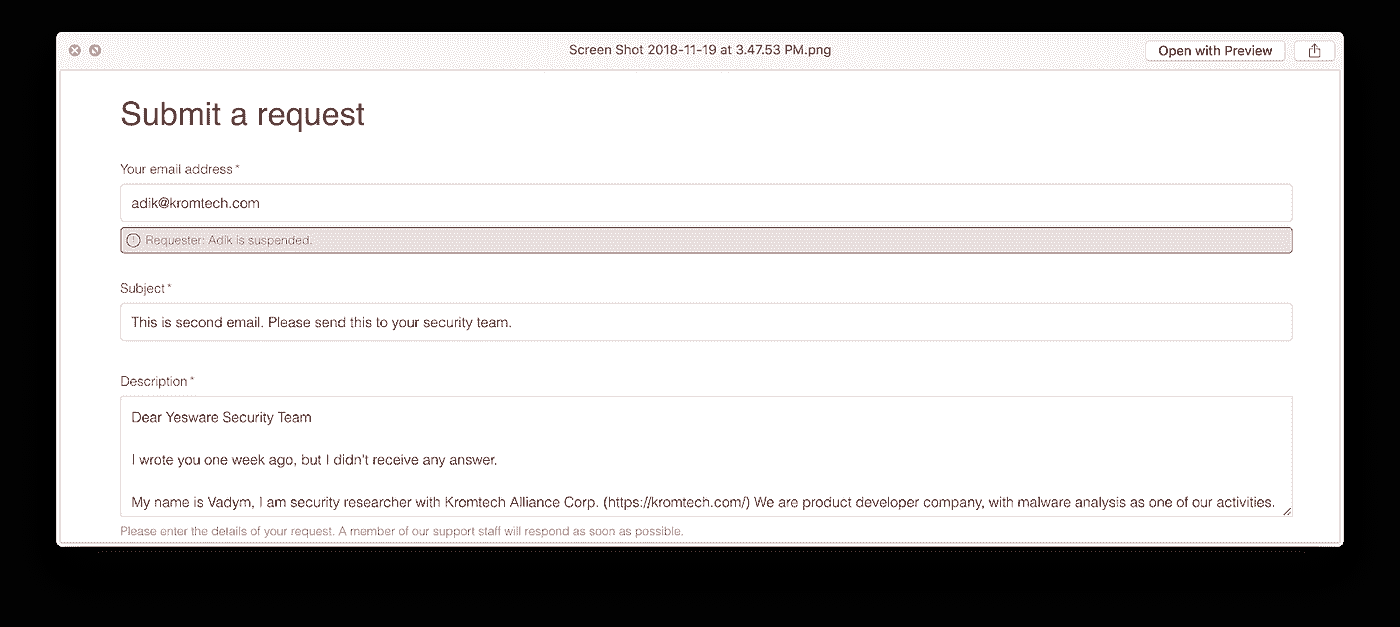 Screen Shot 2018-11-19 at 3.47.53 PM.png
Open with Preview
Submit a request
Your email address*
adik@kromtech.com
Requester: Adik is suspended.
Subject*
This is second email. Please send this to your security team.
Description*
Dear Yesware Security Team
I wrote you one week ago, but I didn't receive any answer.
My name is Vadym, I am security researcher with Kromtech Alliance Corp. (https://kromtech.com/) We are product developer company, with malware analysis as one of our activities.
Please enter the details of your request. A member of our support staff will respond as soon as possible.